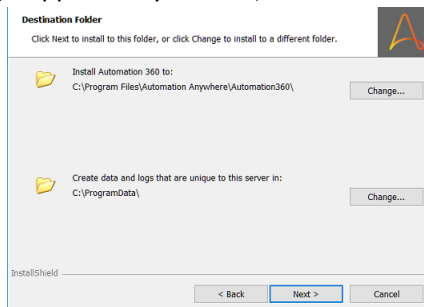 Destination Folder
Click Next to install to this folder, or click Change to install to a different folder.
Install Automation 360 to:
C:\Program Files\Automation Anywhere\Automation360\
Change...
Create data and logs that are unique to this server in:
C:\ProgramData\
Change...
InstallShield
< Back Next > Cancel